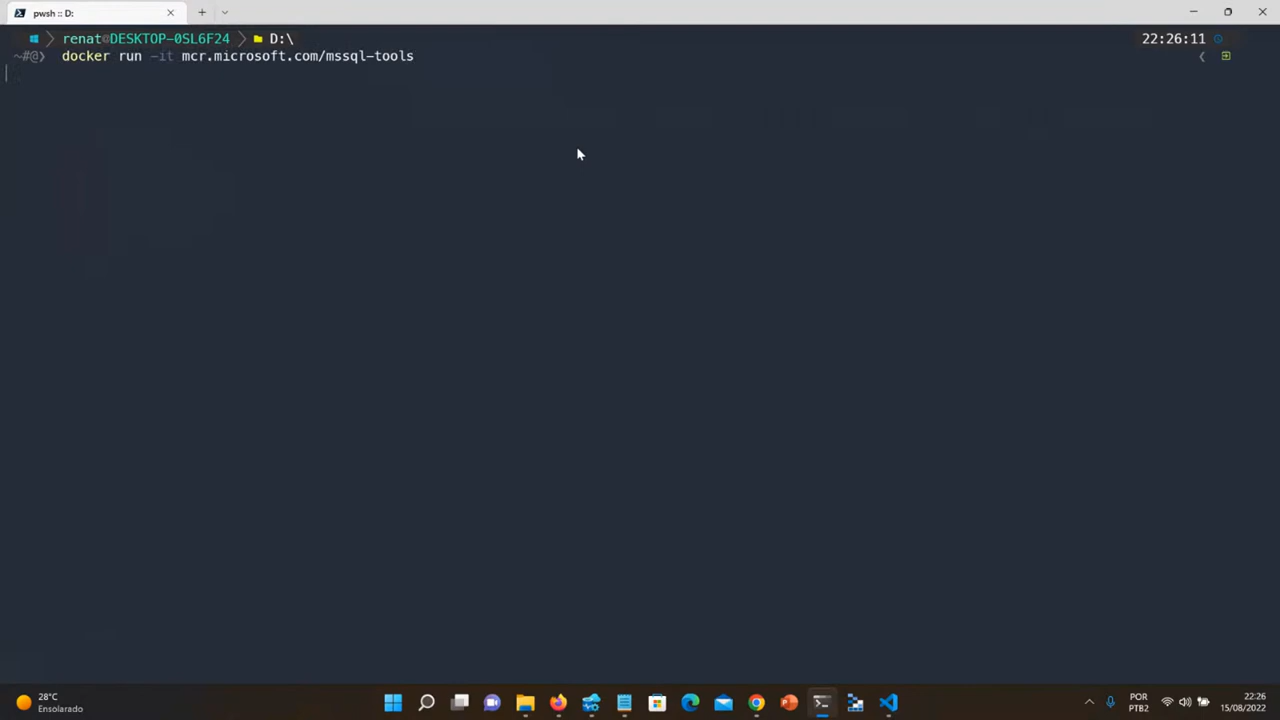 pwsh :: D:
renat@DESKTOP-0SL6F24 D:\ 22:26:11
~#@❯ docker run -it mcr.microsoft.com/mssql-tools
28°C
Ensolarado
POR
PTB2
22:26
15/08/2022